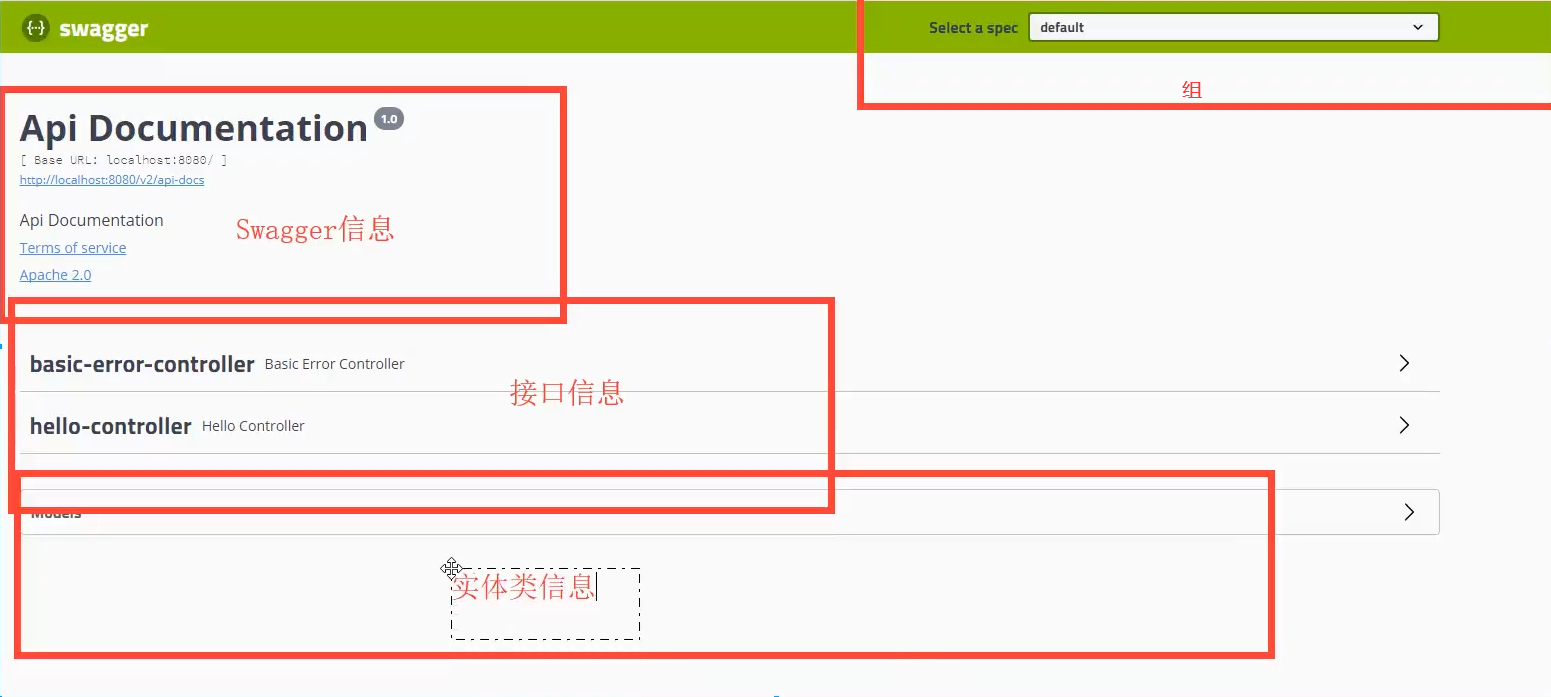 {··} swagger
Select a spec default
组
Api Documentation 1.0
[ Base URL: localhost:8080/ ]
http://localhost:8080/v2/api-docs
Api Documentation
Swagger信息
Terms of service
Apache 2.0
basic-error-controller Basic Error Controller
接口信息
hello-controller Hello Controller
Models
实体类信息